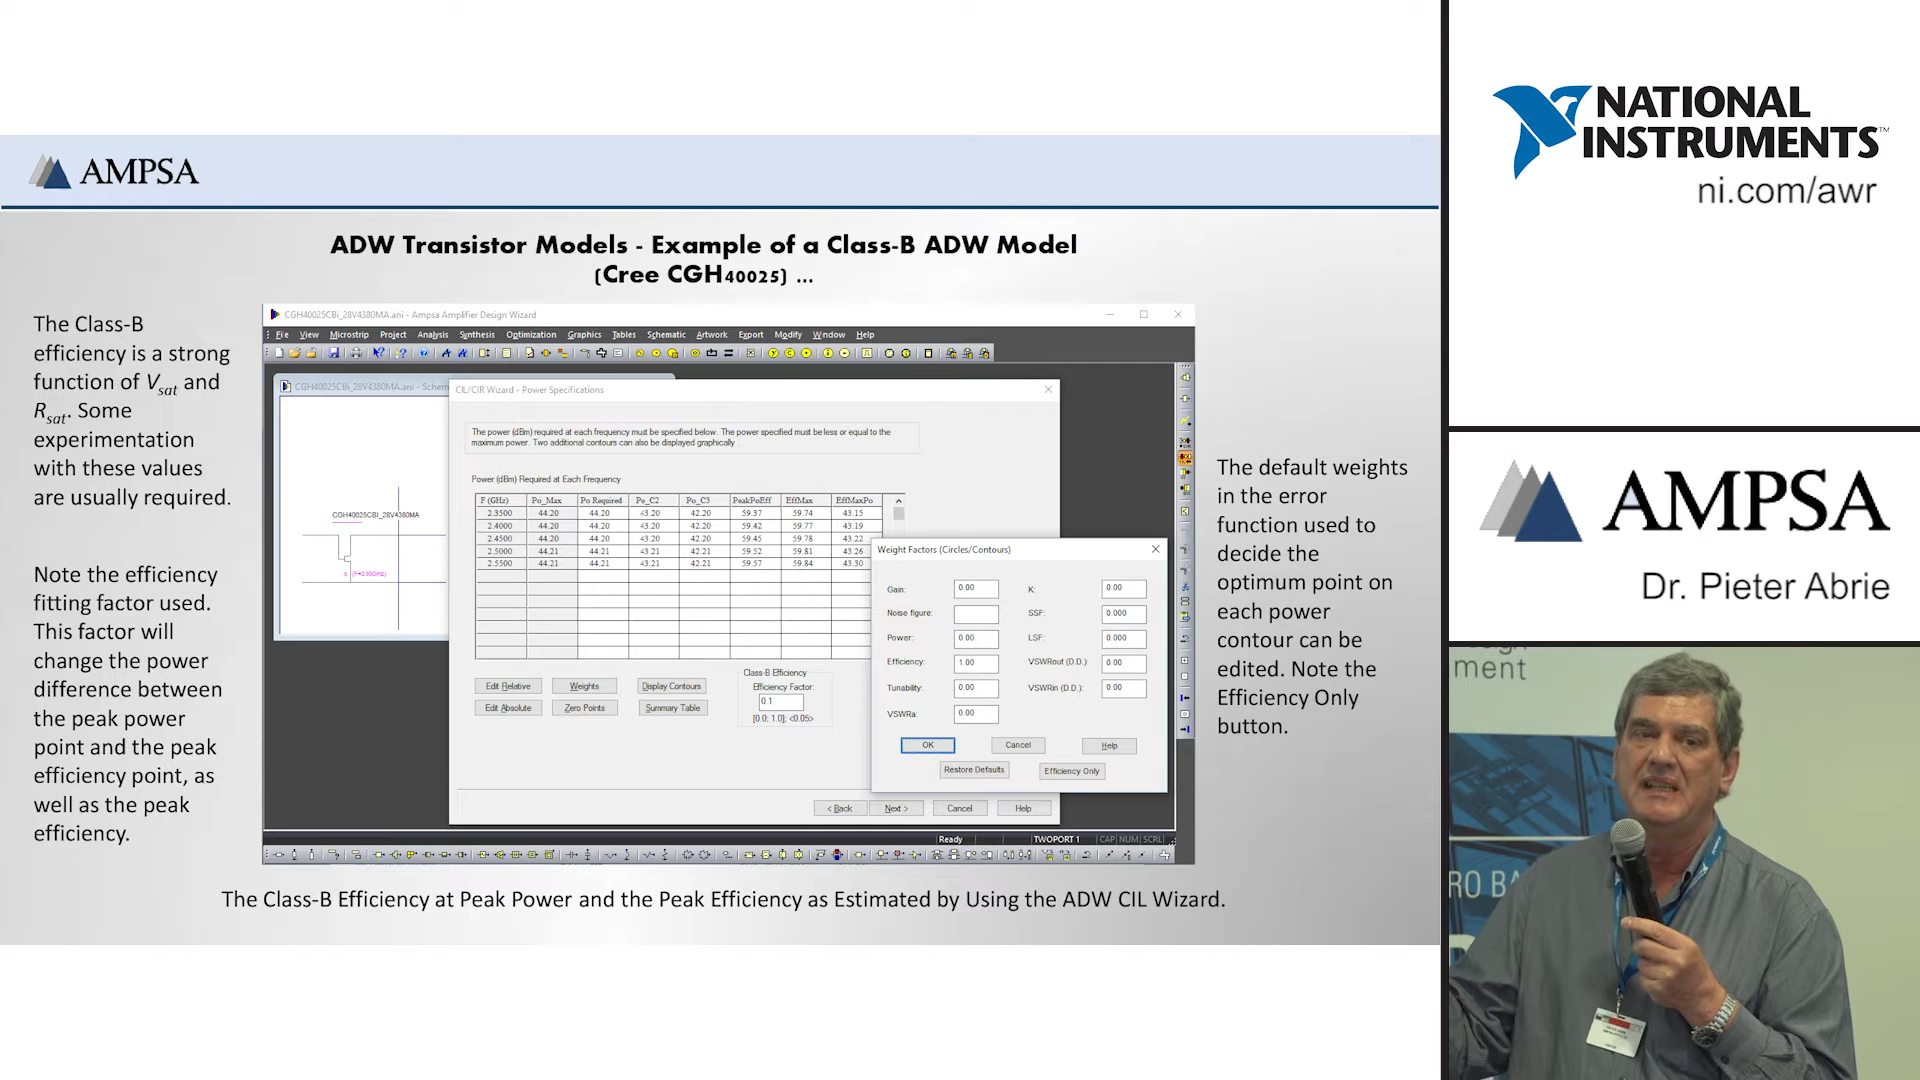 AMPSA
ADW Transistor Models - Example of a Class-B ADW Model
(Cree CGH40025) ...
The Class-B
efficiency is a strong
function of Vsat and
Rsat. Some
experimentation
with these values
are usually required.
Note the efficiency
fitting factor used.
This factor will
change the power
difference between
the peak power
point and the peak
efficiency point, as
well as the peak
efficiency.
CGH40025CBi_28V4380MA.ani - Ampsa Amplifier Design Wizard
File View Microstrip Project Analysis Synthesis Optimization Graphics Tables Schematic Artwork Export Modify Window Help
CGH40025CBi_28V4380MA.ani - Schem
CGH40025CBI_28V4380MA
s (F=2.55GHz)
CIL/CIR Wizard - Power Specifications
The power (dBm) required at each frequency must be specified below. The power specified must be less or equal to the
maximum power. Two additional contours can also be displayed graphically .
Power (dBm) Required at Each Frequency
F (GHz) Po_Max Po Required Po_C2 Po_C3 PeakPoEff EffMax EffMaxPo
2.3500 44.20 44.20 43.20 42.20 59.37 59.74 43.15
2.4000 44.20 44.20 43.20 42.20 59.42 59.77 43.19
2.4500 44.20 44.20 43.20 42.20 59.45 59.78 43.22
2.5000 44.21 44.21 43.21 42.21 59.52 59.81 43.26
2.5500 44.21 44.21 43.21 42.21 59.57 59.84 43.30
Edit Relative Weights Display Contours
Edit Absolute Zero Points Summary Table
Class-B Efficiency
Efficiency Factor:
0.1
[0.0; 1.0]; <0.05>
< Back Next > Cancel Help
Weight Factors (Circles/Contours)
Gain: 0.00 K: 0.00
Noise figure: SSF: 0.000
Power: 0.00 LSF: 0.000
Efficiency: 1.00 VSWRout (D.D.): 0.00
Tunability: 0.00 VSWRin (D.D.): 0.00
VSWRa: 0.00
OK Cancel Help
Restore Defaults Efficiency Only
Ready TWOPORT 1 CAP NUM SCRL
The default weights
in the error
function used to
decide the
optimum point on
each power
contour can be
edited. Note the
Efficiency Only
button.
The Class-B Efficiency at Peak Power and the Peak Efficiency as Estimated by Using the ADW CIL Wizard.
NATIONAL
INSTRUMENTS™
ni.com/awr
AMPSA
Dr. Pieter Abrie
ment
RO BA